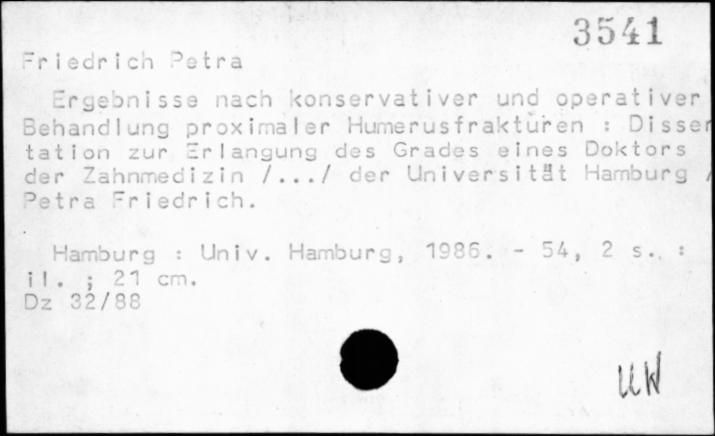 3541
Friedrich Petra
Ergebnisse nach konservativer und operativer
Behandlung proximaler Humerusfrakturen : Disser
tation zur Erlangung des Grades eines Doktors
der Zahnmedizin /.../ der Universität Hamburg /
Petra Friedrich.
Hamburg : Univ. Hamburg, 1986. - 54, 2 s. :
il. ; 21 cm.
Dz 32/88
UW